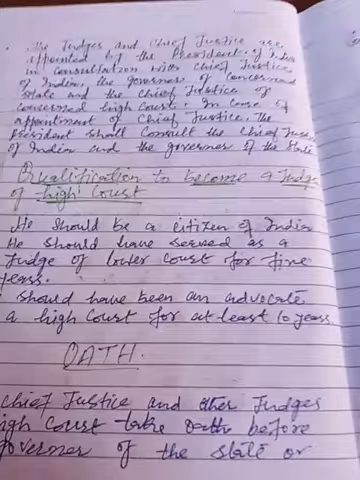 The Judges and Chief Justice are
appointed by the President of India
in consultation with Chief Justice
of India, the governer of concerned
State and the Chief Justice of
concerned high Court. In case of
appointment of Chief Justice. The
President shall consult the Chief Justice
of India and the governer of the State
Qualification to become a Judge
of high Court
He should be a citizen of India
He should have served as a
Judge of lower Court for five
years.
should have been an advocate
a high Court for at least 10 years
OATH.
Chief Justice and other Judges
high Court take Oath before
governer of the state or